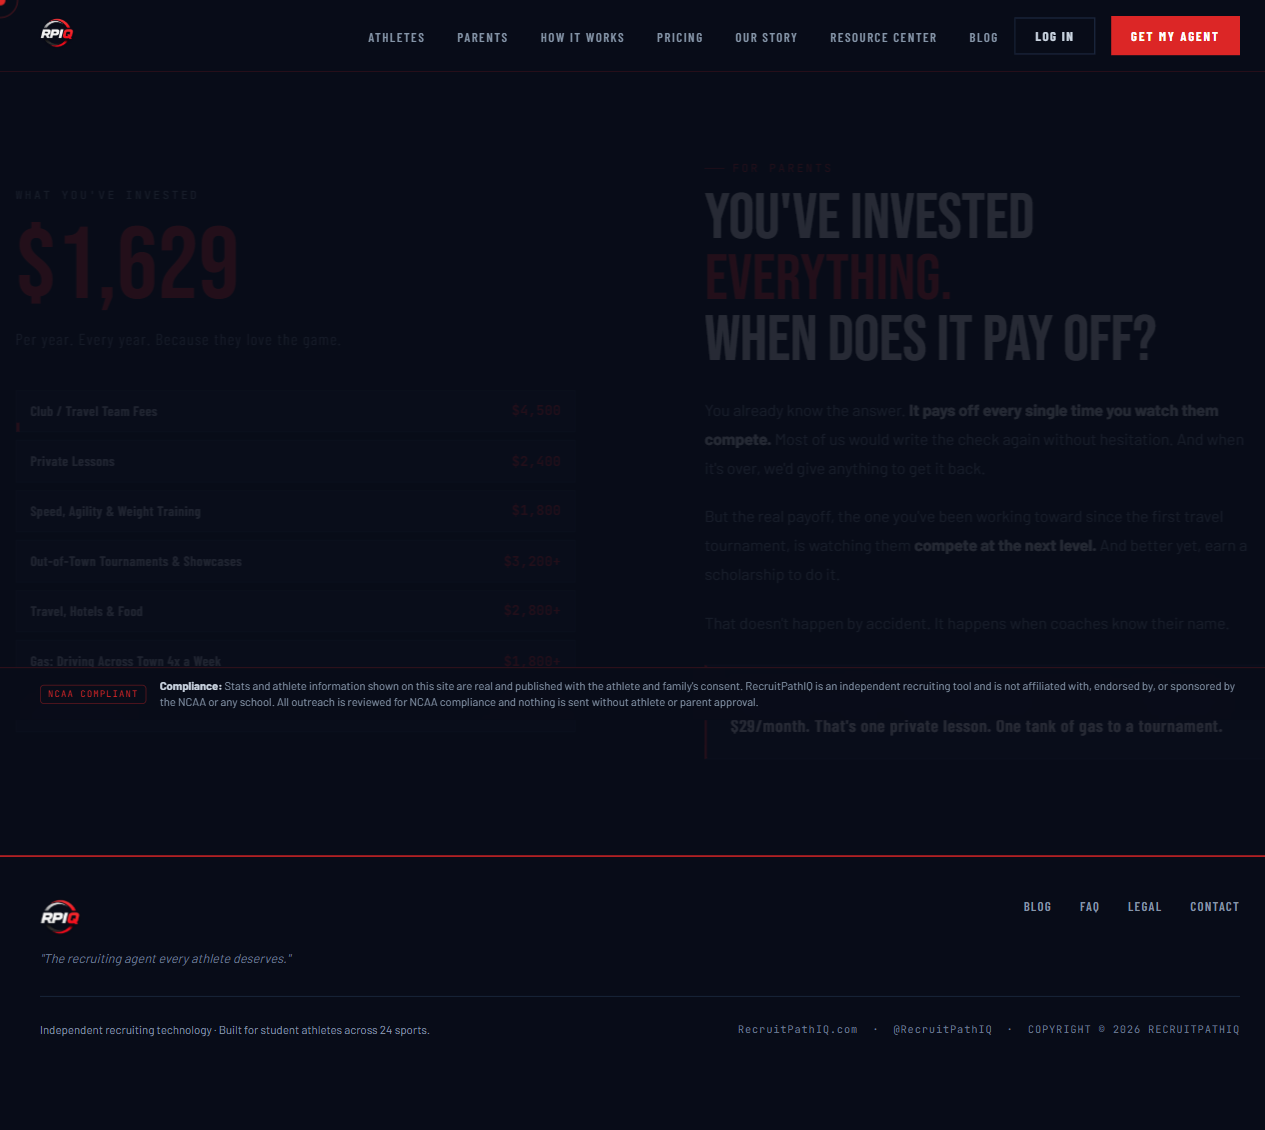 RPIQ
ATHLETES PARENTS HOW IT WORKS PRICING OUR STORY RESOURCE CENTER BLOG LOG IN GET MY AGENT
WHAT YOU'VE INVESTED
$1,629
Per year. Every year. Because they love the game.
Club / Travel Team Fees $4,500
Private Lessons $2,400
Speed, Agility & Weight Training $1,800
Out-of-Town Tournaments & Showcases $3,200+
Travel, Hotels & Food $2,800+
Gas: Driving Across Town 4x a Week $1,800+
FOR PARENTS
YOU'VE INVESTED
EVERYTHING.
WHEN DOES IT PAY OFF?
You already know the answer. It pays off every single time you watch them
compete. Most of us would write the check again without hesitation. And when
it's over, we'd give anything to get it back.
But the real payoff, the one you've been working toward since the first travel
tournament, is watching them compete at the next level. And better yet, earn a
scholarship to do it.
That doesn't happen by accident. It happens when coaches know their name.
NCAA COMPLIANT
Compliance: Stats and athlete information shown on this site are real and published with the athlete and family's consent. RecruitPathIQ is an independent recruiting tool and is not affiliated with, endorsed by, or sponsored by
the NCAA or any school. All outreach is reviewed for NCAA compliance and nothing is sent without athlete or parent approval.
$29/month. That's one private lesson. One tank of gas to a tournament.
RPIQ
BLOG FAQ LEGAL CONTACT
"The recruiting agent every athlete deserves."
Independent recruiting technology · Built for student athletes across 24 sports.
RecruitPathIQ.com · @RecruitPathIQ · COPYRIGHT © 2026 RECRUITPATHIQ